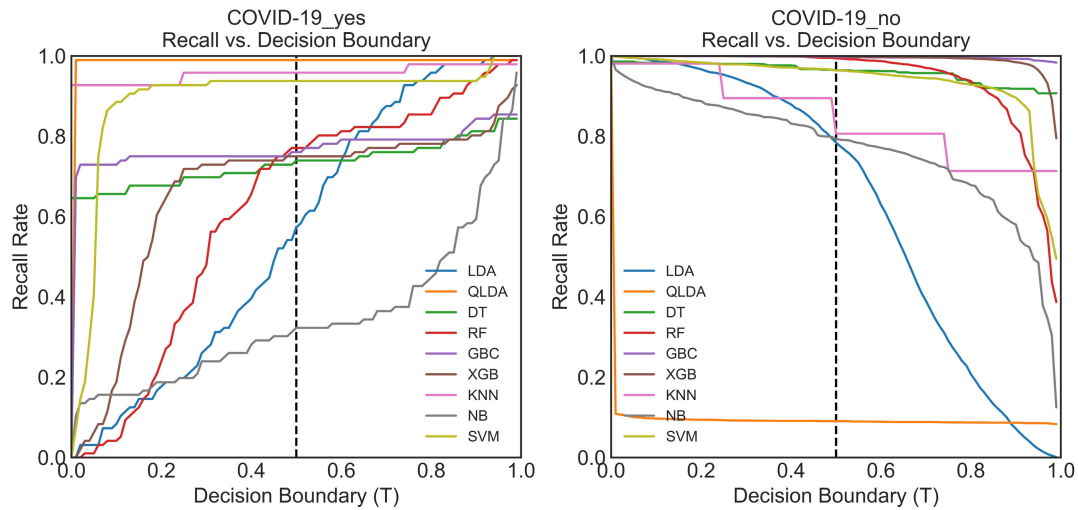 COVID-19_yes
Recall vs. Decision Boundary
Recall Rate
1.0
0.8
0.6
0.4
0.2
0.0
LDA
QLDA
DT
RF
GBC
XGB
KNN
NB
SVM
0.0 0.2 0.4 0.6 0.8 1.0
Decision Boundary (T)
COVID-19_no
Recall vs. Decision Boundary
Recall Rate
1.0
0.8
0.6
0.4
0.2
0.0
LDA
QLDA
DT
RF
GBC
XGB
KNN
NB
SVM
0.0 0.2 0.4 0.6 0.8 1.0
Decision Boundary (T)